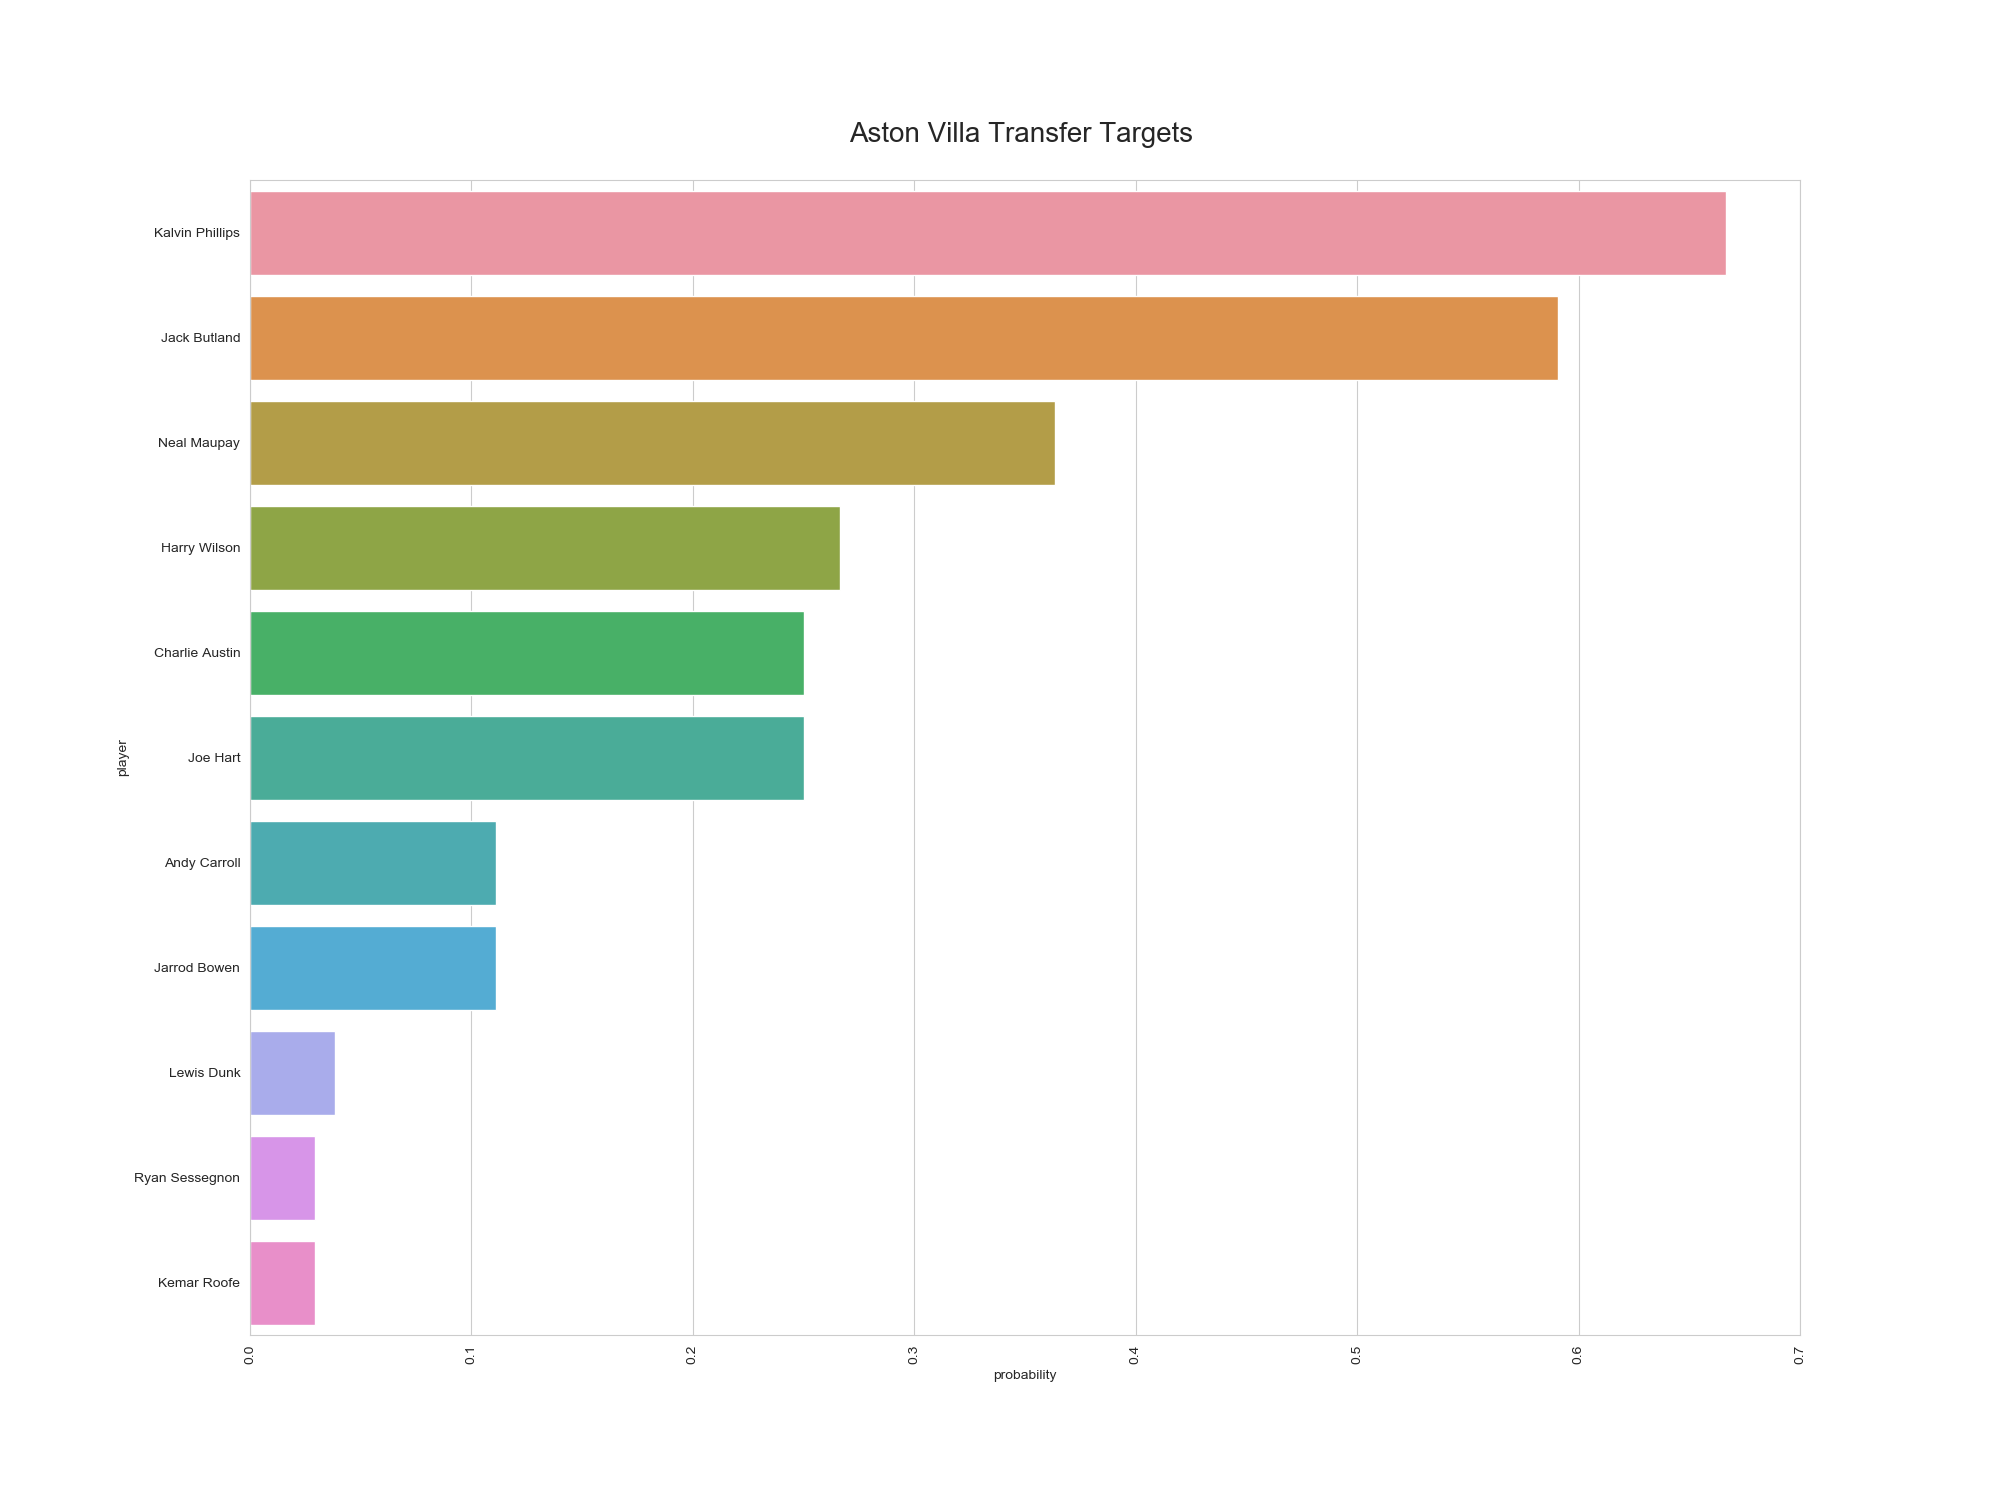 Aston Villa Transfer Targets
Kalvin Phillips
Jack Butland
Neal Maupay
Harry Wilson
Charlie Austin
Joe Hart
Andy Carroll
Jarrod Bowen
Lewis Dunk
Ryan Sessegnon
Kemar Roofe
player
0.0 0.1 0.2 0.3 0.4 0.5 0.6 0.7
probability